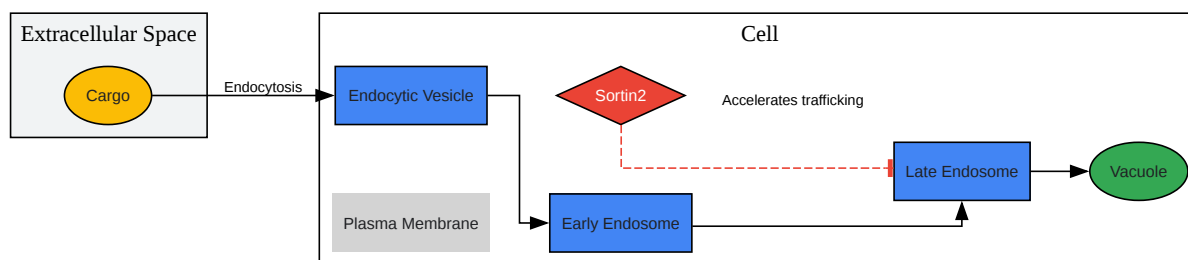 Extracellular Space
Cell
Cargo
Endocytosis
Endocytic Vesicle
Sortin2
Accelerates trafficking
Late Endosome
Vacuole
Plasma Membrane
Early Endosome